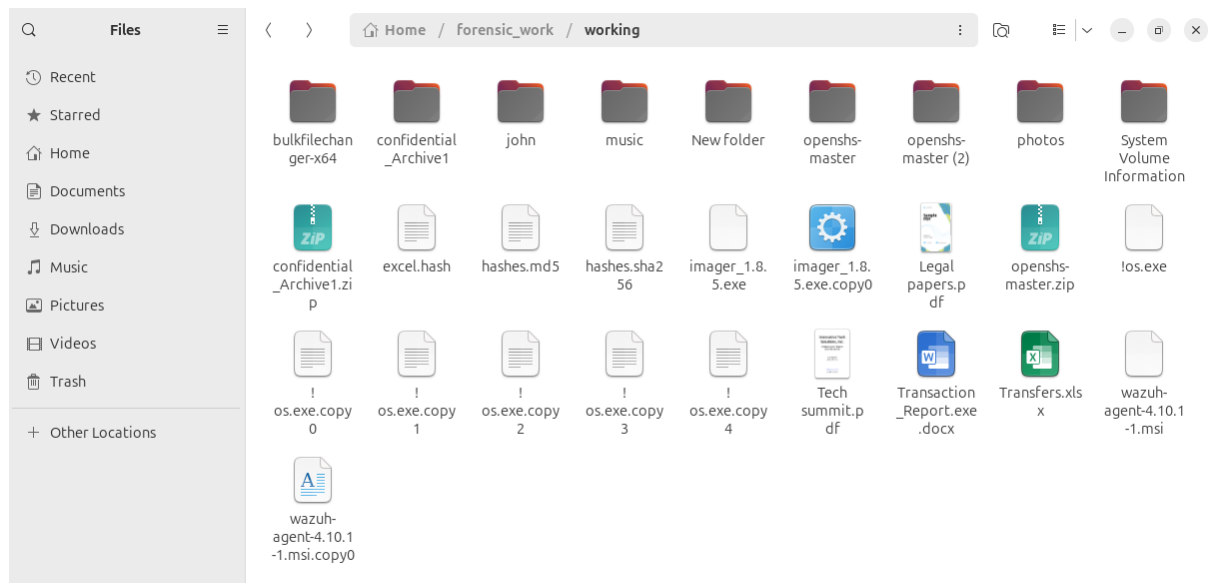 Files
Home / forensic_work / working
Recent
Starred
Home
Documents
Downloads
Music
Pictures
Videos
Trash
Other Locations
bulkfilechan
ger-x64
confidential
_Archive1
john
music
New folder
openshs-
master
openshs-
master (2)
photos
System
Volume
Information
ZiP
confidential
_Archive1.zi
p
excel.hash
hashes.md5
hashes.sha2
56
imager_1.8.
5.exe
imager_1.8.
5.exe.copy0
Sample
PDF
Legal
papers.p
df
ZiP
openshs-
master.zip
!os.exe
!
os.exe.copy
0
!
os.exe.copy
1
!
os.exe.copy
2
!
os.exe.copy
3
!
os.exe.copy
4
Tech
summit.p
df
W
Transaction
_Report.exe
.docx
X
Transfers.xls
x
wazuh-
agent-4.10.1
-1.msi
A
wazuh-
agent-4.10.1
-1.msi.copy0